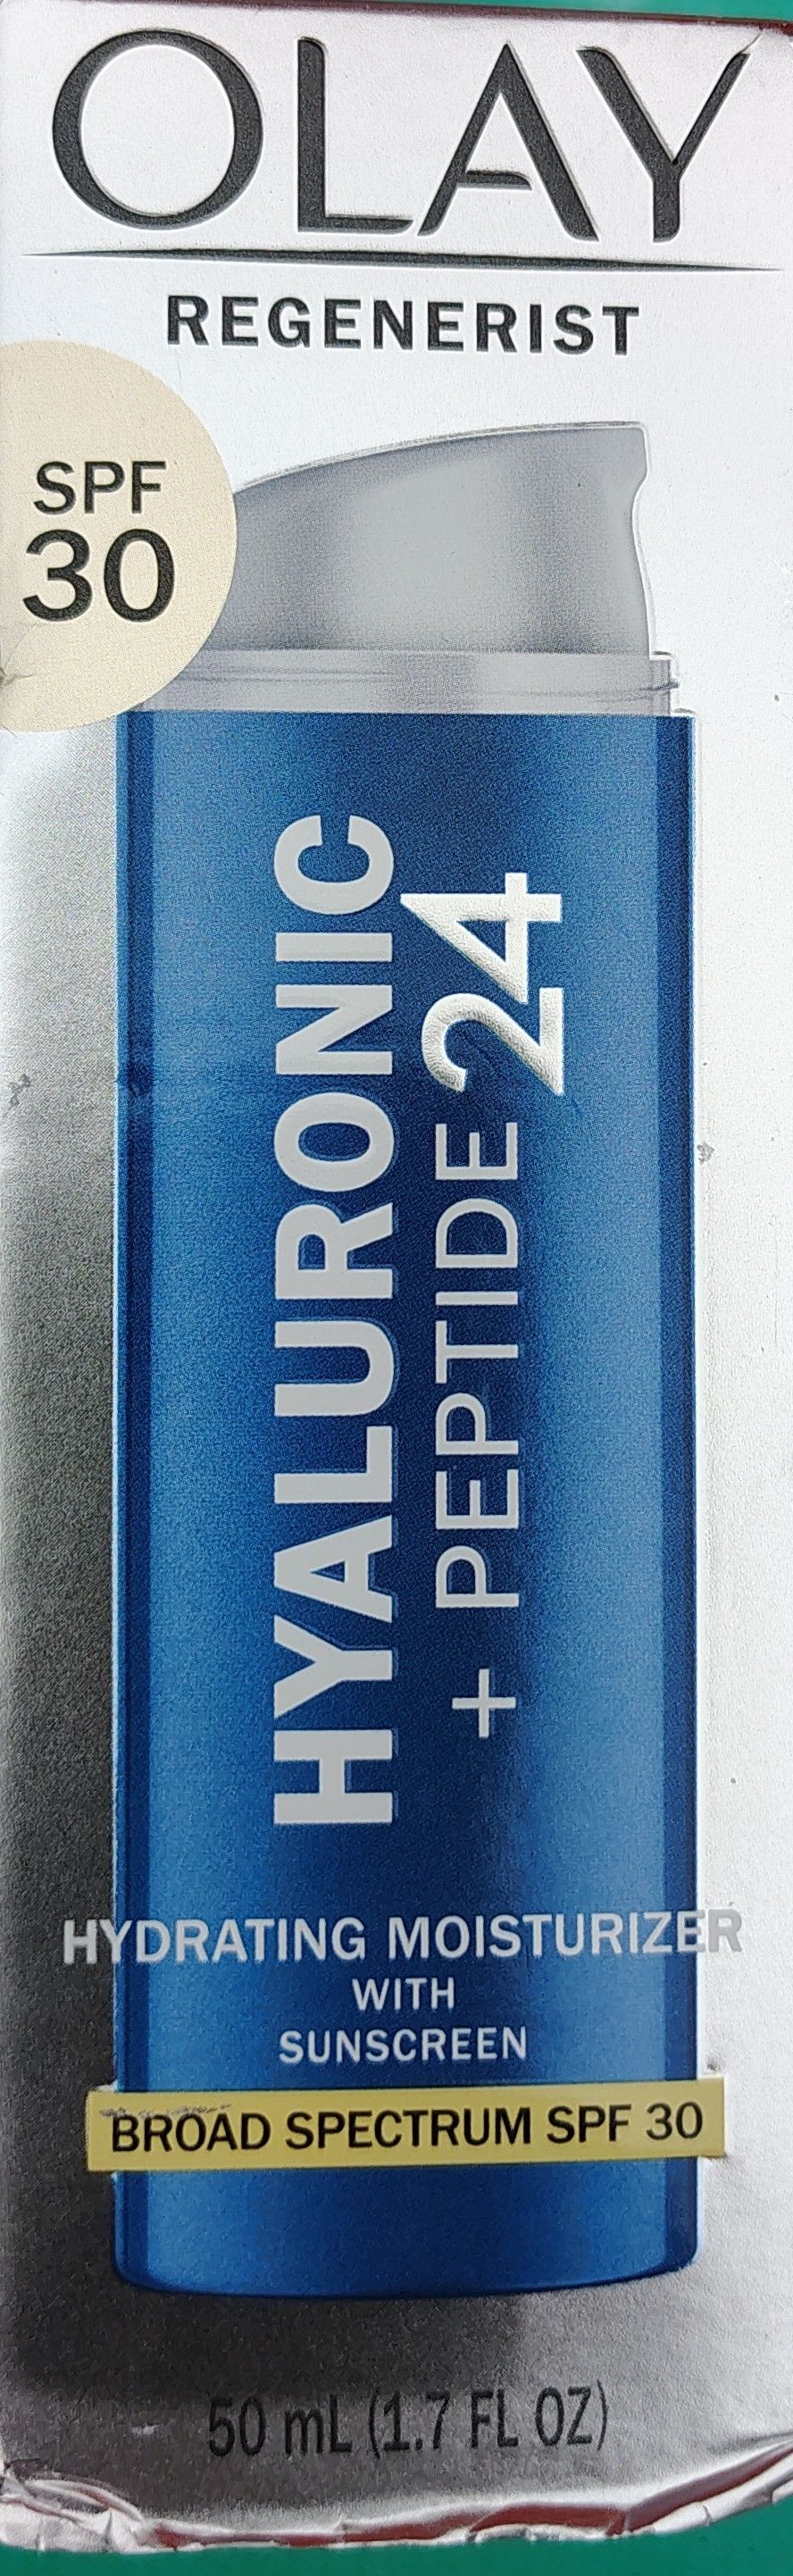 OLAY
REGENERIST
SPF
30
HYALURONIC
+ PEPTIDE 24
HYDRATING MOISTURIZER
WITH
SUNSCREEN
BROAD SPECTRUM SPF 30
50 mL (1.7 FL OZ)